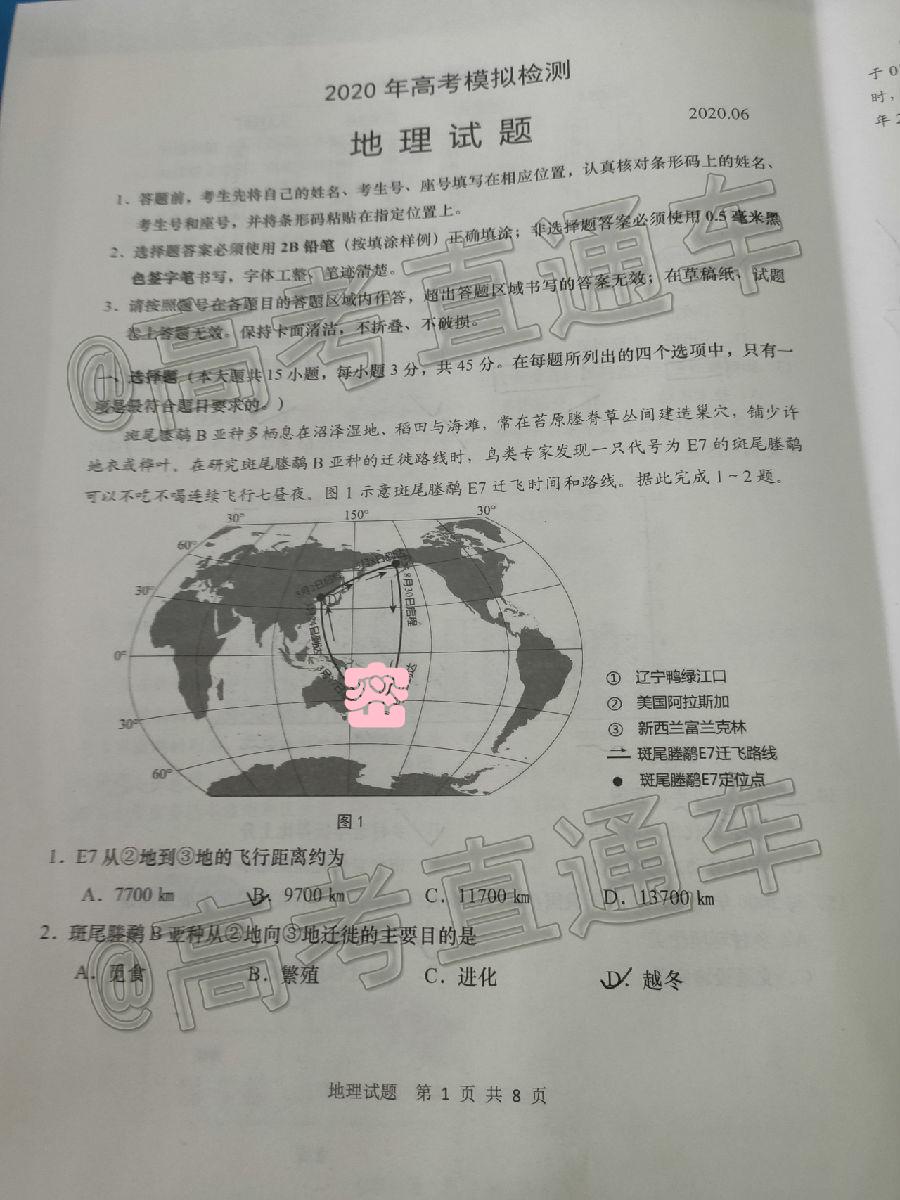 于0
时,
年2
2020 年高考模拟检测
地 理 试 题
2020.06
1、答题前,考生先将自己的姓名、考生号、座号填写在相应位置,认真核对条形码上的姓名、
考生号和座号,并将条形码粘贴在指定位置上。
2、选择题答案必须使用 2B 铅笔(按填涂样例)正确填涂;非选择题答案必须使用 0.5 毫米黑
色签字笔书写,字体工整、笔迹清楚。
3、请按照题号在各题目的答题区域内作答,超出答题区域书写的答案无效;在草稿纸、试题
卷上答题无效。保持卡面清洁,不折叠、不破损。
一、选择题(本大题共 15 小题,每小题 3 分,共 45 分。在每题所列出的四个选项中,只有一
项是最符合题目要求的。)
斑尾塍鹬 B 亚种多栖息在沼泽湿地、稻田与海滩,常在苔原塍脊草丛间建造巢穴,铺少许
地衣或桦叶。在研究斑尾塍鹬 B 亚种的迁徙路线时,鸟类专家发现一只代号为 E7 的斑尾塍鹬
可以不吃不喝连续飞行七昼夜。图 1 示意斑尾塍鹬 E7 迁飞时间和路线。据此完成 1~2 题。
30° 150° 30°
60°
30°
0°
30°
60°
8月30日启程
① 辽宁鸭绿江口
② 美国阿拉斯加
③ 新西兰富兰克林
斑尾塍鹬E7迁飞路线
斑尾塍鹬E7定位点
图 1
1. E7 从②地到③地的飞行距离约为
A. 7700 km B. 9700 km C. 11700 km D. 13700 km
2. 斑尾塍鹬 B 亚种从②地向③地迁徙的主要目的是
A. 觅食 B. 繁殖 C. 进化 D. 越冬
地理试题 第 1 页 共 8 页
@高考直通车
@高考直通车